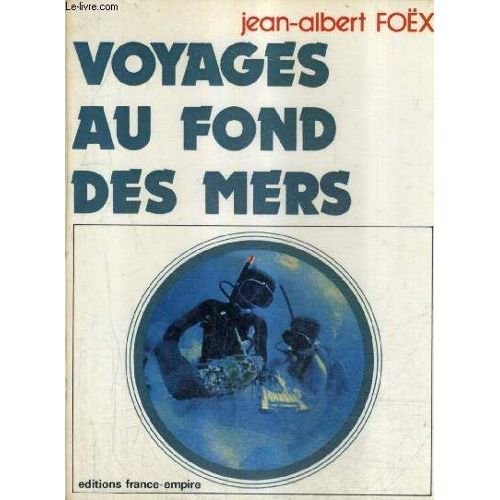 Le-livre.com
jean-albert FOËX
VOYAGES
AU FOND
DES MERS
editions france-empire